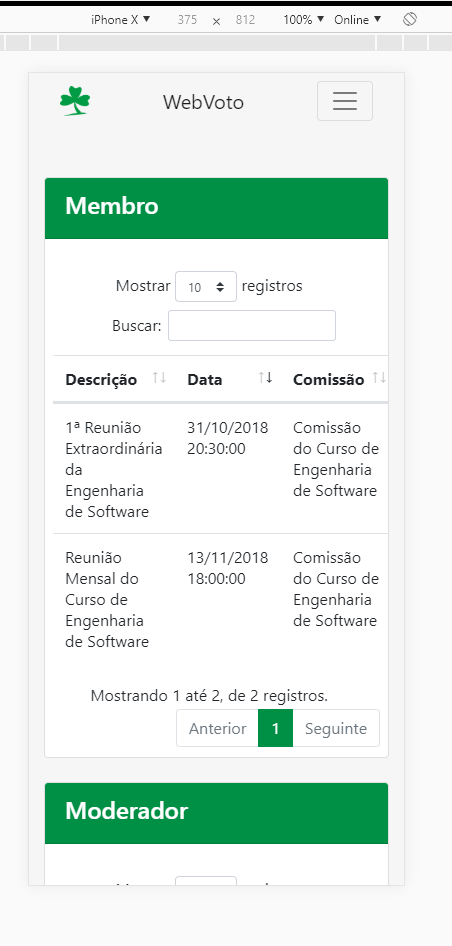 iPhone X ▼ 375 × 812 100% ▼ Online ▼
WebVoto
Membro
Mostrar 10 registros
Buscar:
Descrição Data Comissão
1ª Reunião 31/10/2018 Comissão
Extraordinária 20:30:00 do Curso de
da Engenharia
Engenharia de Software
de Software
Reunião 13/11/2018 Comissão
Mensal do 18:00:00 do Curso de
Curso de Engenharia
Engenharia de Software
de Software
Mostrando 1 até 2, de 2 registros.
Anterior 1 Seguinte
Moderador